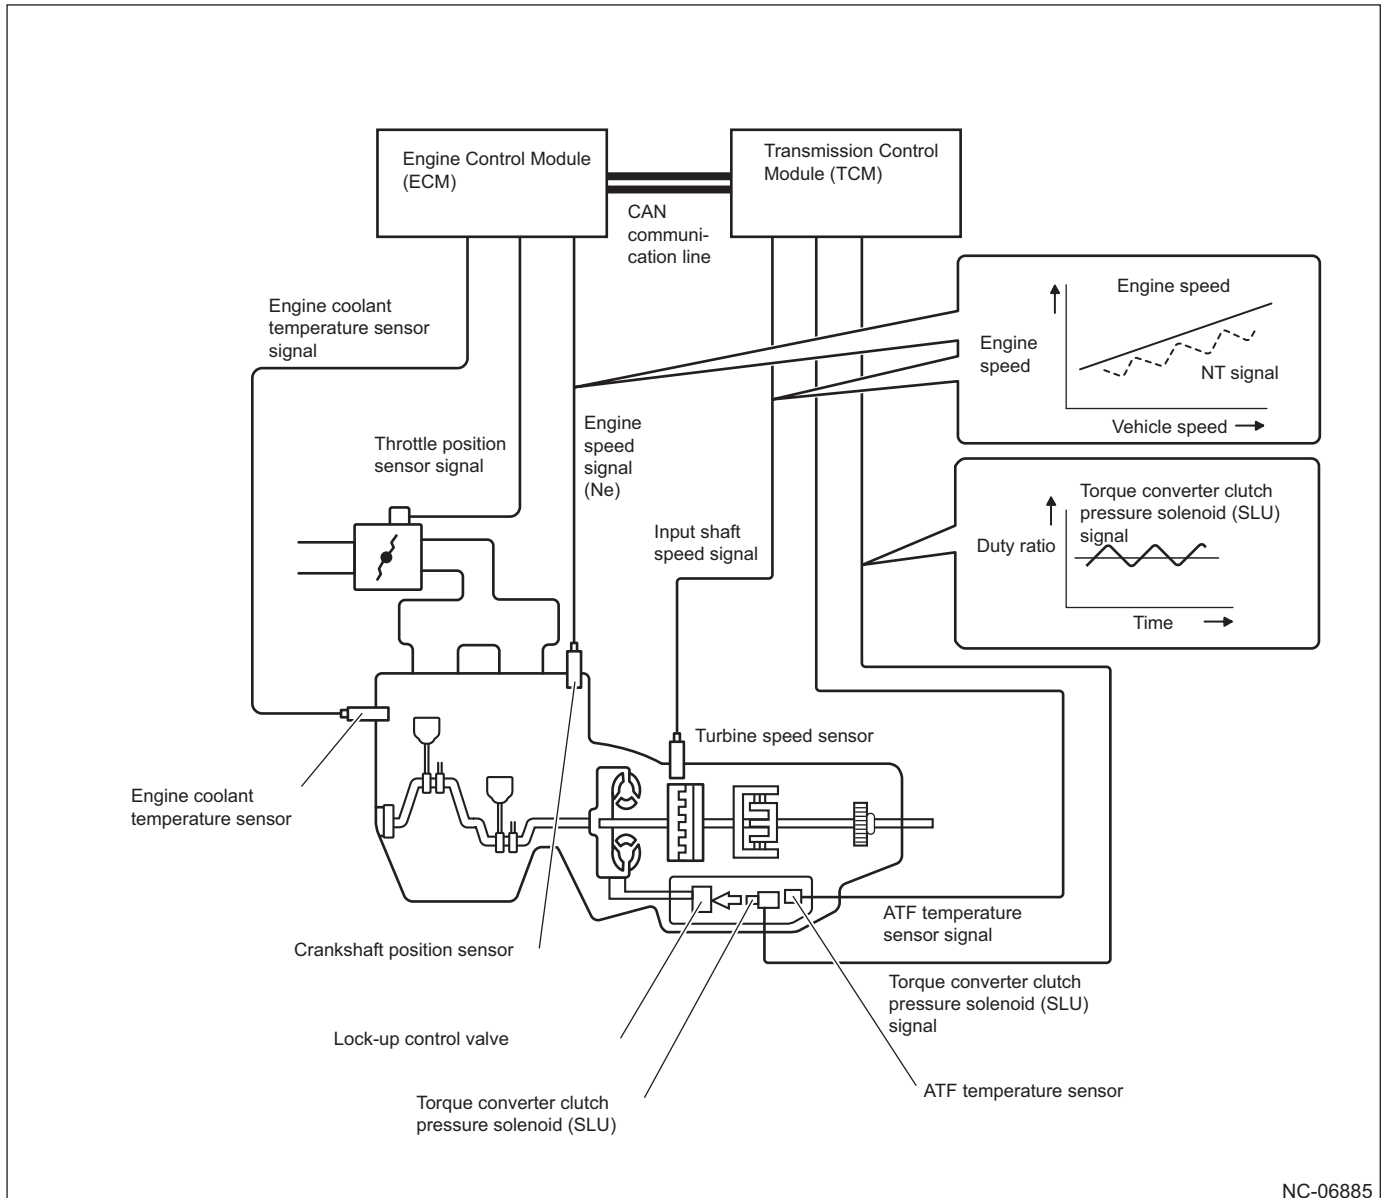 Engine Control Module
(ECM)
Transmission Control
Module (TCM)
CAN
communi-
cation line
Engine coolant
temperature sensor
signal
Engine speed
Engine
speed
NT signal
Vehicle speed
Throttle position
sensor signal
Engine
speed
signal
(Ne)
Input shaft
speed signal
Torque converter clutch
pressure solenoid (SLU)
signal
Duty ratio
Time
Turbine speed sensor
Engine coolant
temperature sensor
ATF temperature
sensor signal
Crankshaft position sensor
Torque converter clutch
pressure solenoid (SLU)
signal
Lock-up control valve
ATF temperature sensor
Torque converter clutch
pressure solenoid (SLU)
NC-06885